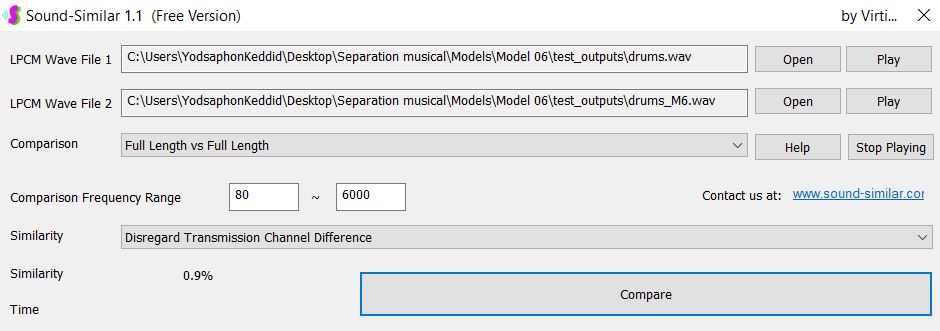 Sound-Similar 1.1 (Free Version) by Virti...
LPCM Wave File 1 C:\Users\YodsaphonKeddid\Desktop\Separation musical\Models\Model 06\test_outputs\drums.wav Open Play
LPCM Wave File 2 C:\Users\YodsaphonKeddid\Desktop\Separation musical\Models\Model 06\test_outputs\drums_M6.wav Open Play
Comparison Full Length vs Full Length Help Stop Playing
Comparison Frequency Range 80 ~ 6000 Contact us at: www.sound-similar.cor
Similarity Disregard Transmission Channel Difference
Similarity 0.9% Compare
Time